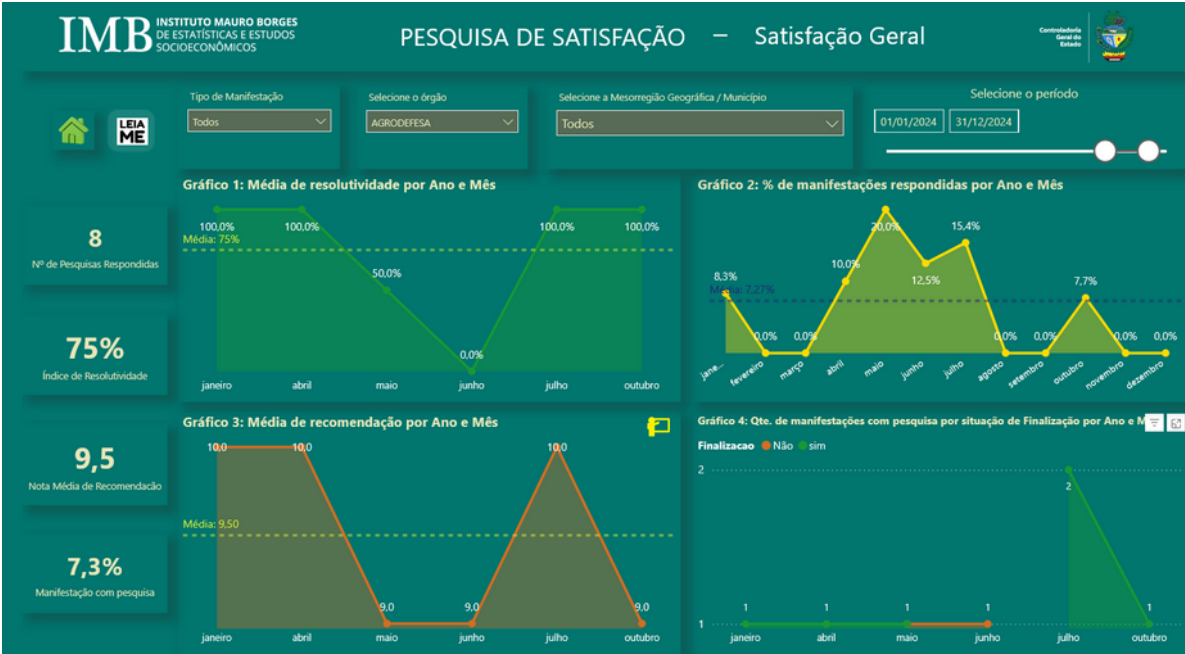 IMB INSTITUTO MAURO BORGES
DE ESTATÍSTICAS E ESTUDOS
SOCIOECONÔMICOS
PESQUISA DE SATISFAÇÃO – Satisfação Geral
Controladoria
Geral do
Estado
LEIA
ME
Tipo de Manifestação
Todos
Selecione o órgão
AGRODEFESA
Selecione a Mesorregião Geográfica / Município
Todos
Selecione o período
01/01/2024 31/12/2024
8
Nº de Pesquisas Respondidas
75%
Índice de Resolutividade
9,5
Nota Média de Recomendação
7,3%
Manifestação com pesquisa
Gráfico 1: Média de resolutividade por Ano e Mês
100,0% 100,0% 100,0% 100,0%
Média: 75%
50,0%
0,0%
janeiro abril maio junho julho outubro
Gráfico 2: % de manifestações respondidas por Ano e Mês
20,0% 15,4%
10,0%
8,3% 12,5% 7,7%
Média: 7,27%
0,0% 0,0% 0,0% 0,0% 0,0% 0,0%
jane... fevereiro março abril maio junho julho agosto setembro outubro novembro dezembro
Gráfico 3: Média de recomendação por Ano e Mês
10,0 10,0 10,0
Média: 9,50
9,0 9,0 9,0
janeiro abril maio junho julho outubro
Gráfico 4: Qte. de manifestações com pesquisa por situação de Finalização por Ano e M
Finalizacao Não sim
2
2
1 1 1 1 1
1
janeiro abril maio junho julho outubro